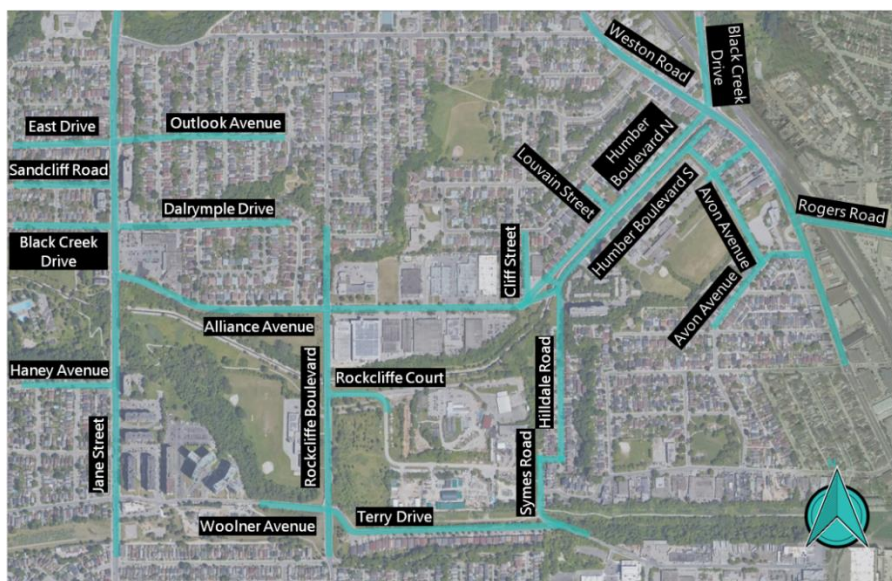 Weston Road
Black Creek
Drive
East Drive
Outlook Avenue
Humber
Boulevard N
Sandcliff Road
Louvain Street
Humber Boulevard S
Avon Avenue
Rogers Road
Dalrymple Drive
Black Creek
Drive
Cliff Street
Avon Avenue
Alliance Avenue
Haney Avenue
Rockcliffe Court
Hilldale Road
Jane Street
Rockcliffe Boulevard
Symes Road
Woolner Avenue
Terry Drive